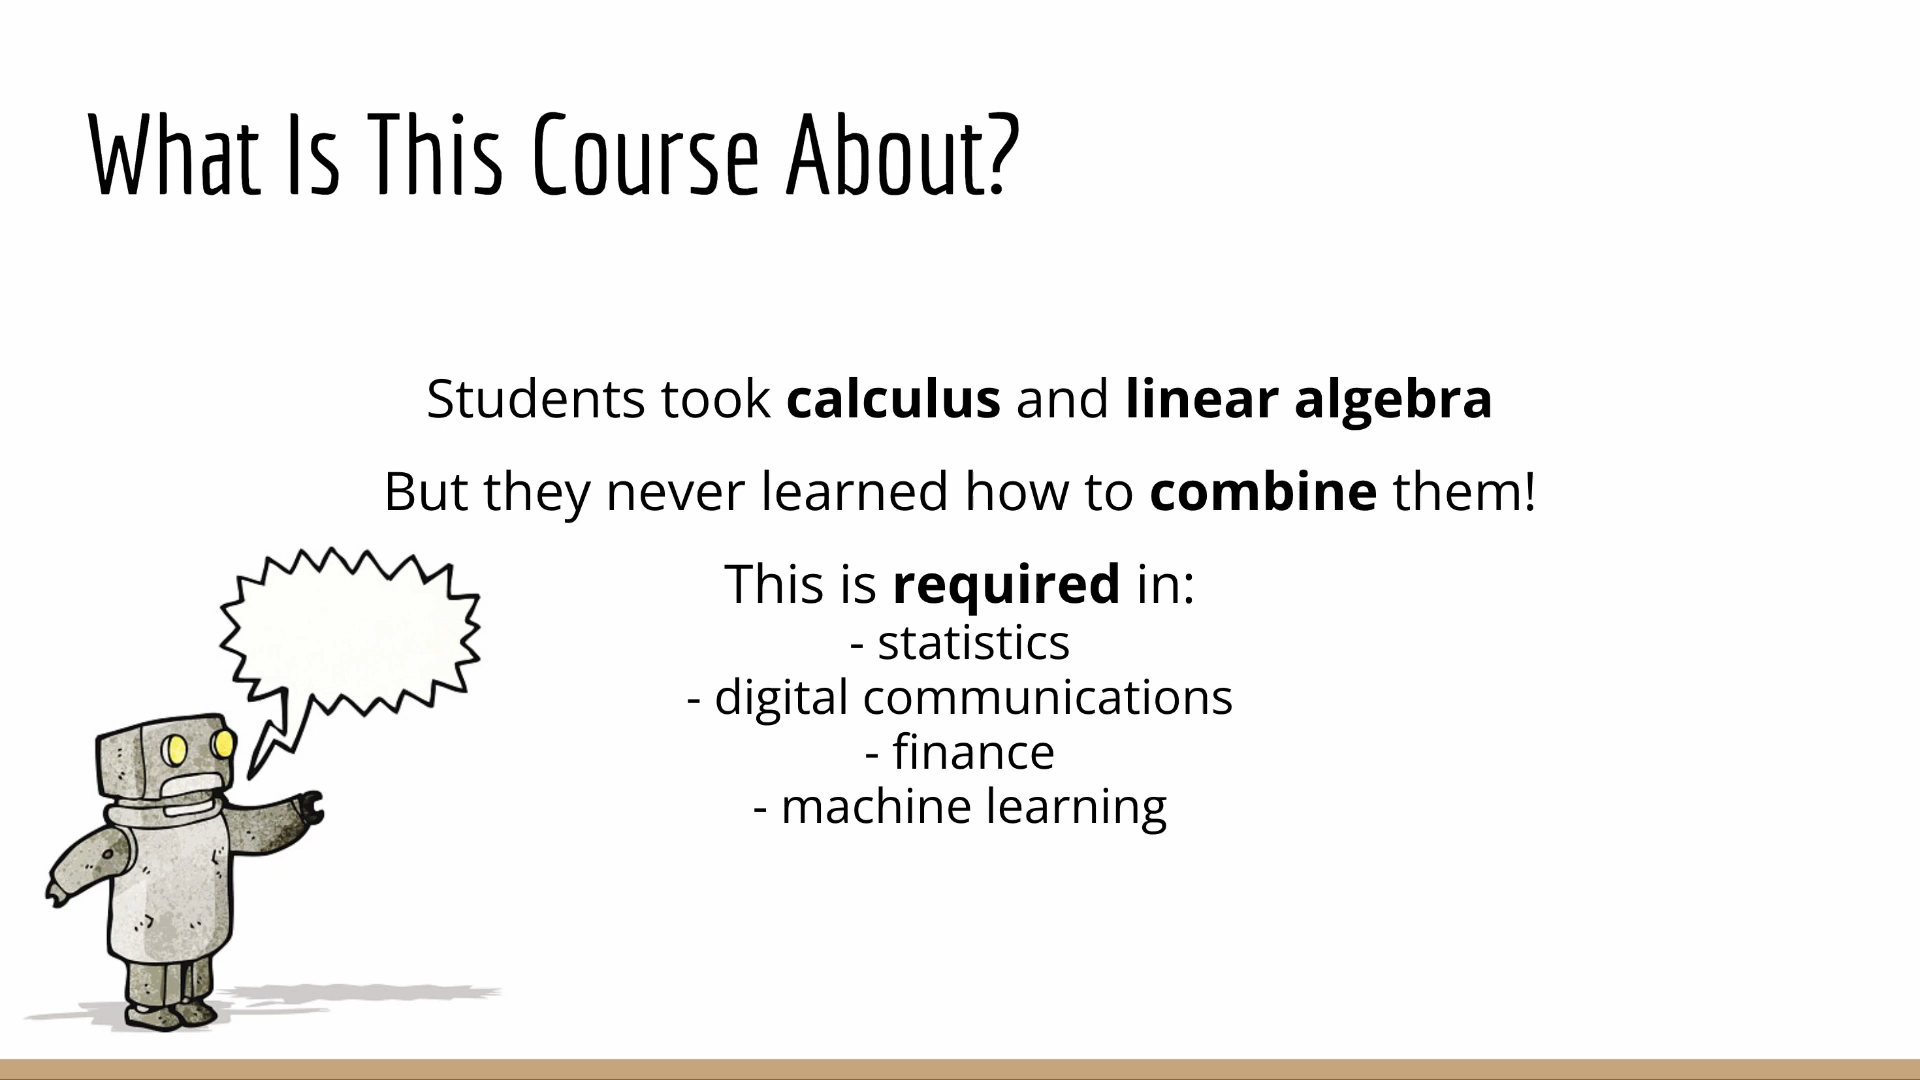 What Is This Course About?
Students took calculus and linear algebra
But they never learned how to combine them!
This is required in:
- statistics
- digital communications
- finance
- machine learning